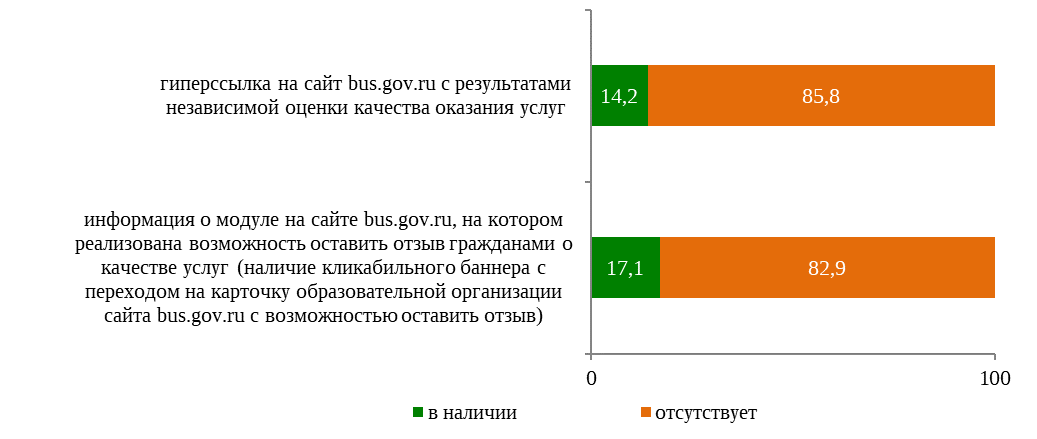 гиперссылка на сайт bus.gov.ru с результатами
независимой оценки качества оказания услуг
14,2
85,8
информация о модуле на сайте bus.gov.ru, на котором
реализована возможность оставить отзыв гражданами о
качестве услуг (наличие кликабильного баннера с
переходом на карточку образовательной организации
сайта bus.gov.ru с возможностью оставить отзыв)
17,1
82,9
0
100
в наличии
отсутствует